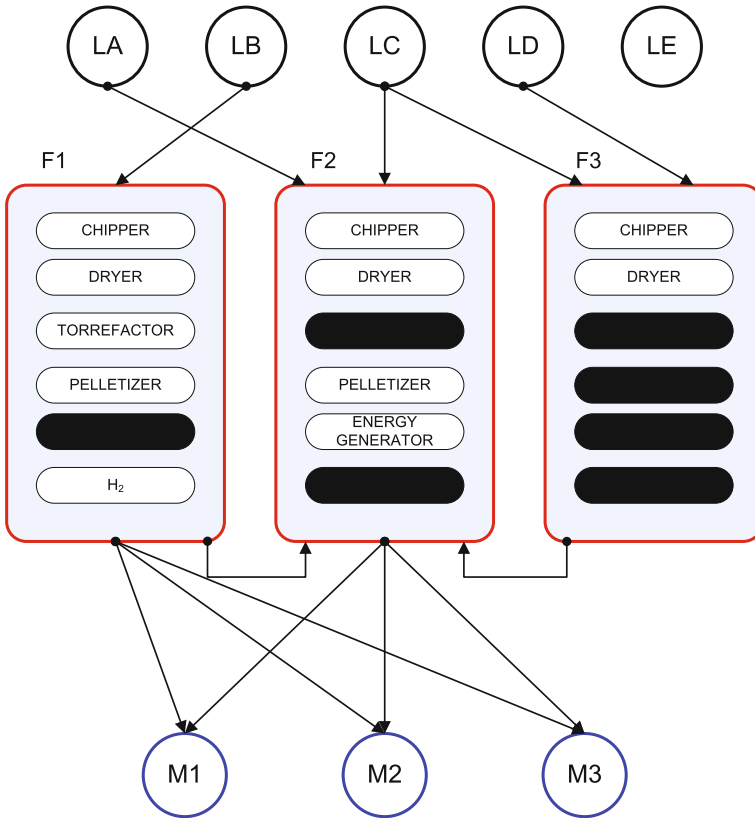 LA LB LC LD LE
F1 F2 F3
CHIPPER CHIPPER CHIPPER
DRYER DRYER DRYER
TORREFACTOR
PELLETIZER PELLETIZER
ENERGY
GENERATOR
H₂
M1 M2 M3